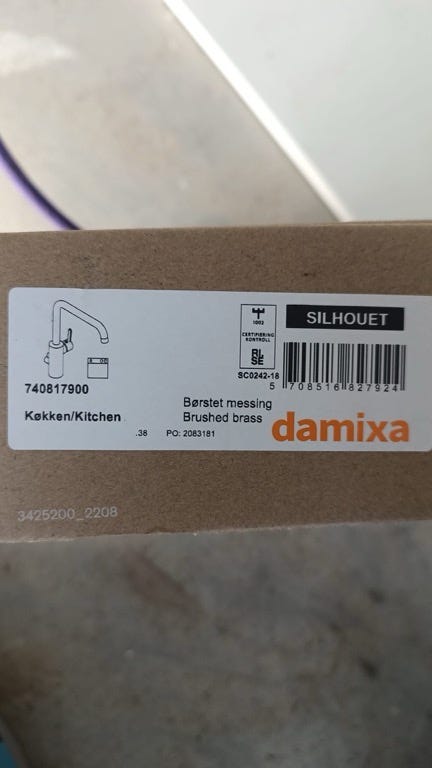 1002
CERTIFIERING
KONTROLL
RI.
SE
SC0242-18
SILHOUET
5 708516 827924
740817900
Køkken/Kitchen
.38
PO: 2083181
Børstet messing
Brushed brass
damixa
3425200_2208